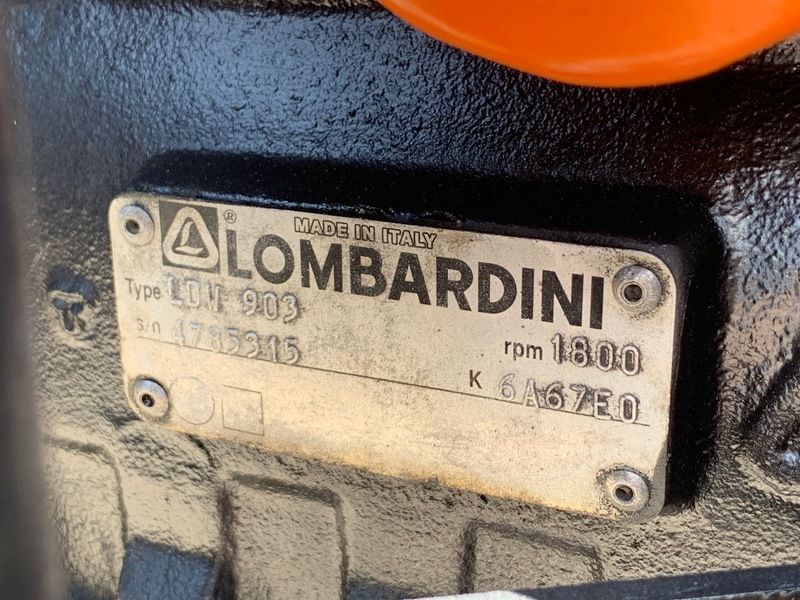 MADE IN ITALY
LOMBARDINI®
Type LDW 903
s/n 4785315
rpm 1800
K 6A67E0